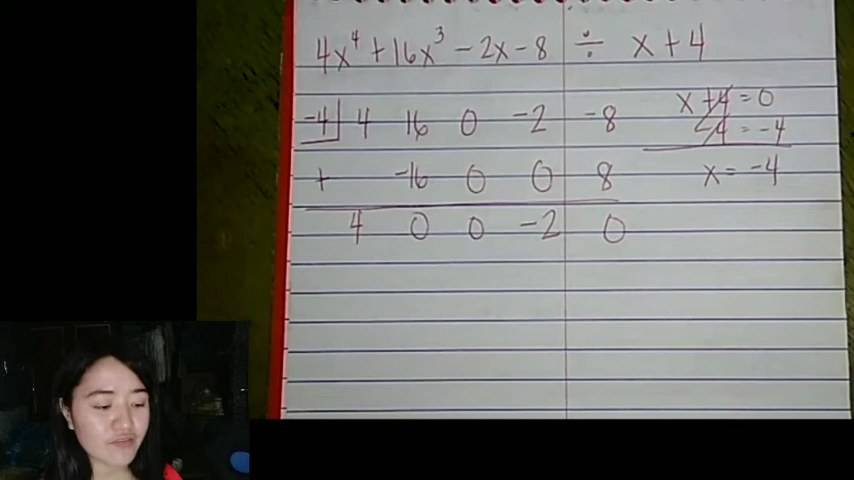 4x⁴ + 16x³ - 2x - 8 ÷ x + 4
-4| 4 16 0 -2 -8
+ -16 0 0 8
4 0 0 -2 0
x + 4 = 0
-4 = -4
x = -4